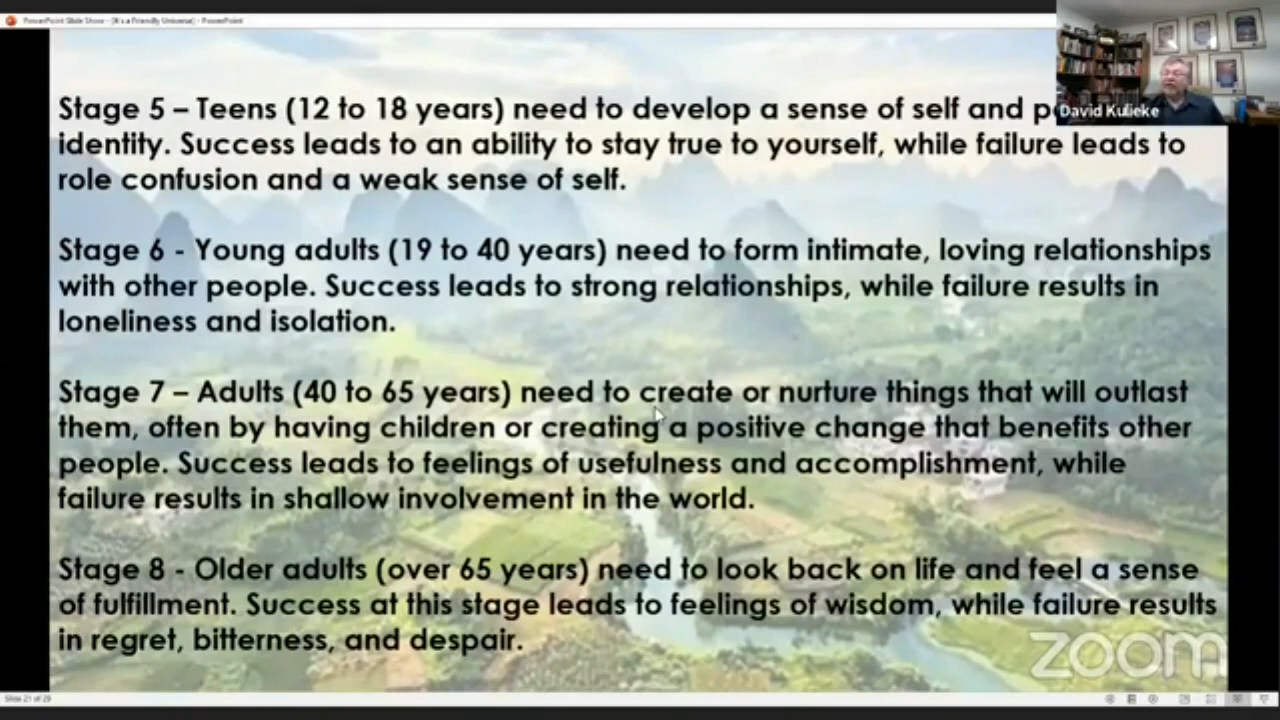 PowerPoint Slide Show - [It's a Friendly Universe] - PowerPoint
David Kulieke
Stage 5 – Teens (12 to 18 years) need to develop a sense of self and
identity. Success leads to an ability to stay true to yourself, while failure leads to
role confusion and a weak sense of self.
Stage 6 - Young adults (19 to 40 years) need to form intimate, loving relationships
with other people. Success leads to strong relationships, while failure results in
loneliness and isolation.
Stage 7 – Adults (40 to 65 years) need to create or nurture things that will outlast
them, often by having children or creating a positive change that benefits other
people. Success leads to feelings of usefulness and accomplishment, while
failure results in shallow involvement in the world.
Stage 8 - Older adults (over 65 years) need to look back on life and feel a sense
of fulfillment. Success at this stage leads to feelings of wisdom, while failure results
in regret, bitterness, and despair.
zoom
Slide 21 of 29